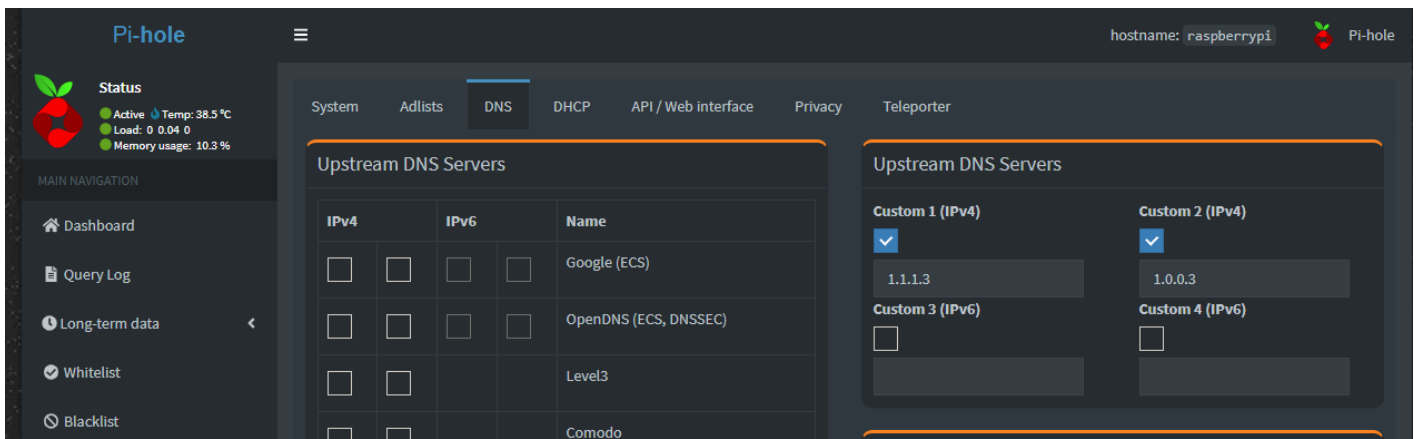 Pi-hole
hostname: raspberrypi
Pi-hole
Status
Active Temp: 38.5 °C
Load: 0 0.04 0
Memory usage: 10.3 %
MAIN NAVIGATION
Dashboard
Query Log
Long-term data
Whitelist
Blacklist
System Adlists DNS DHCP API / Web interface Privacy Teleporter
Upstream DNS Servers
IPv4 IPv6 Name
Google (ECS)
OpenDNS (ECS, DNSSEC)
Level3
Comodo
Upstream DNS Servers
Custom 1 (IPv4) Custom 2 (IPv4)
1.1.1.3 1.0.0.3
Custom 3 (IPv6) Custom 4 (IPv6)